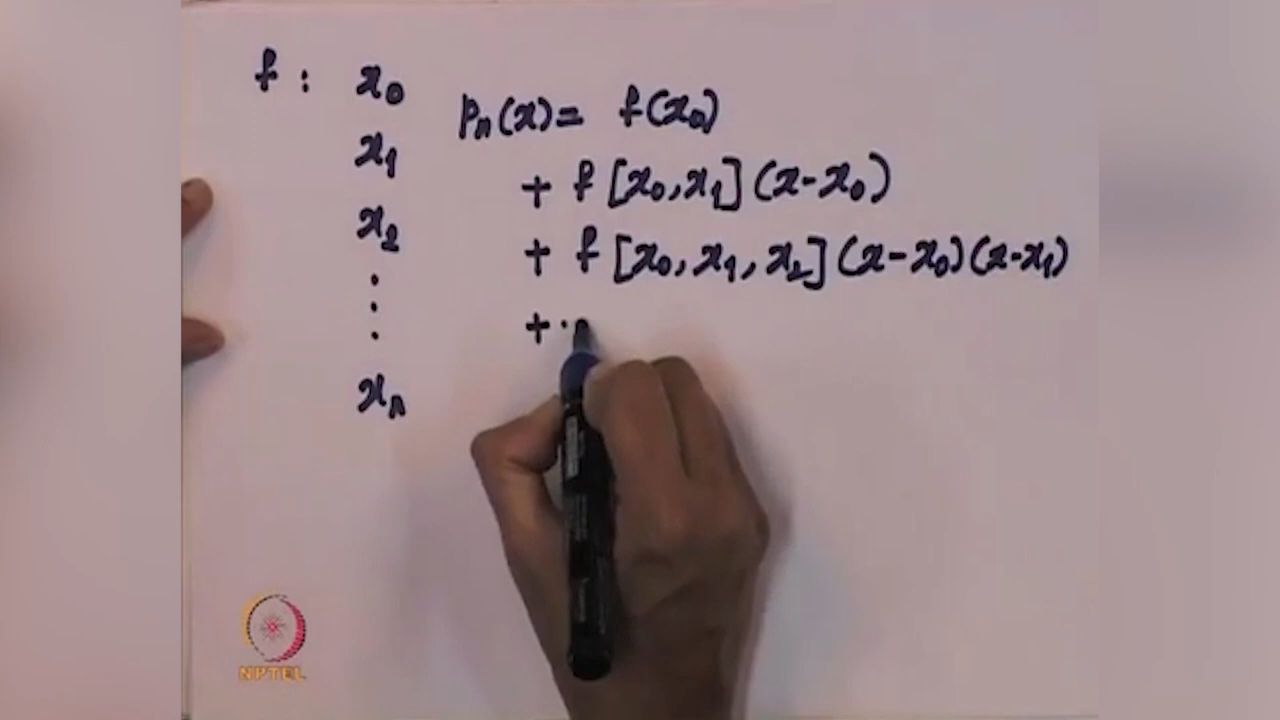 f : x₀
x₁
x₂
⋮
xₙ
pₙ(x) = f(x₀)
+ f[x₀, x₁](x-x₀)
+ f[x₀, x₁, x₂](x-x₀)(x-x₁)
+ ··
NPTEL